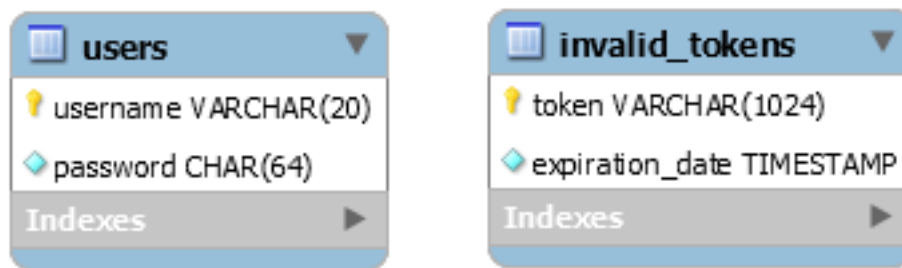 users
username VARCHAR(20)
password CHAR(64)
Indexes
invalid_tokens
token VARCHAR(1024)
expiration_date TIMESTAMP
Indexes